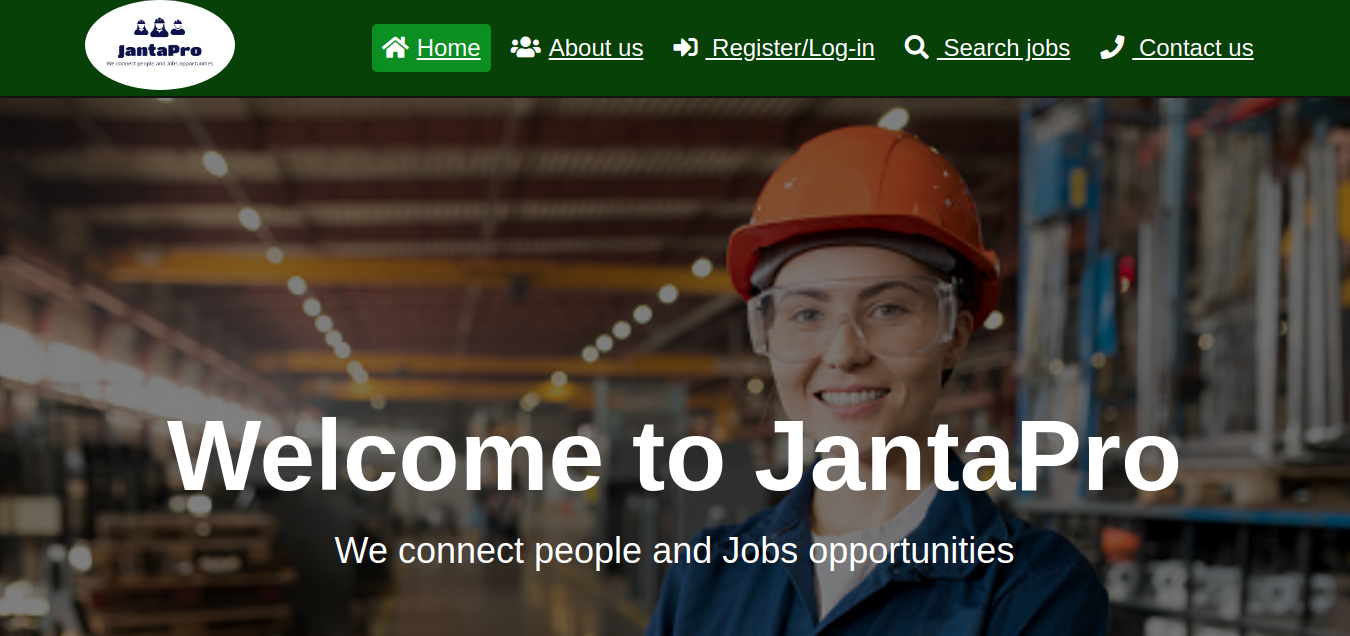 JantaPro
We connect people and Jobs opportunities
Home About us Register/Log-in Search jobs Contact us
Welcome to JantaPro
We connect people and Jobs opportunities